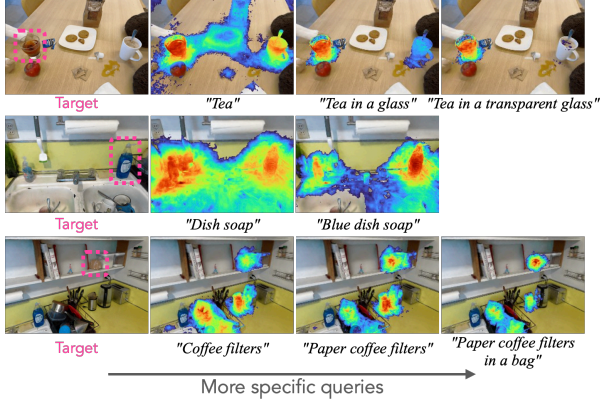 Target
"Tea"
"Tea in a glass"
"Tea in a transparent glass"
Target
"Dish soap"
"Blue dish soap"
Target
"Coffee filters"
"Paper coffee filters"
"Paper coffee filters
in a bag"
More specific queries